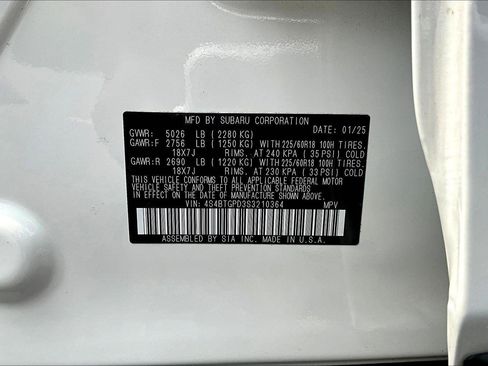 MFD BY SUBARU CORPORATION
DATE: 01/25
GVWR: 5026 LB ( 2280 KG)
GAWR:F 2756 LB ( 1250 KG) WITH 225/60R18 100H TIRES.
18X7J RIMS. AT 240 KPA ( 35 PSI) COLD
GAWR:R 2690 LB ( 1220 KG) WITH 225/60R18 100H TIRES.
18X7J RIMS. AT 230 KPA ( 33 PSI) COLD
THIS VEHICLE CONFORMS TO ALL APPLICABLE FEDERAL MOTOR
VEHICLE SAFETY AND THEFT PREVENTION STANDARDS
IN EFFECT ON THE DATE OF MANUFACTURE SHOWN ABOVE.
VIN: 4S4BTGPD3S3210364 MPV
ASSEMBLED BY SIA INC. MADE IN U.S.A.